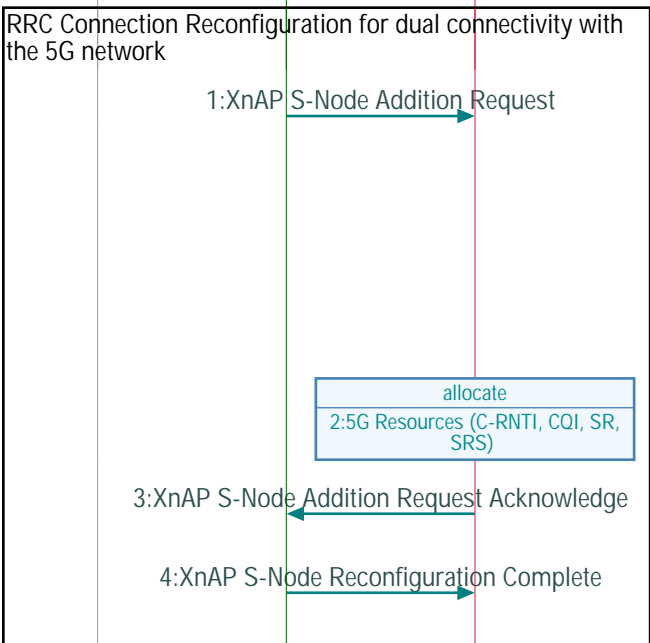 RRC Connection Reconfiguration for dual connectivity with
the 5G network
1:XnAP S-Node Addition Request
allocate
2:5G Resources (C-RNTI, CQI, SR,
SRS)
3:XnAP S-Node Addition Request Acknowledge
4:XnAP S-Node Reconfiguration Complete